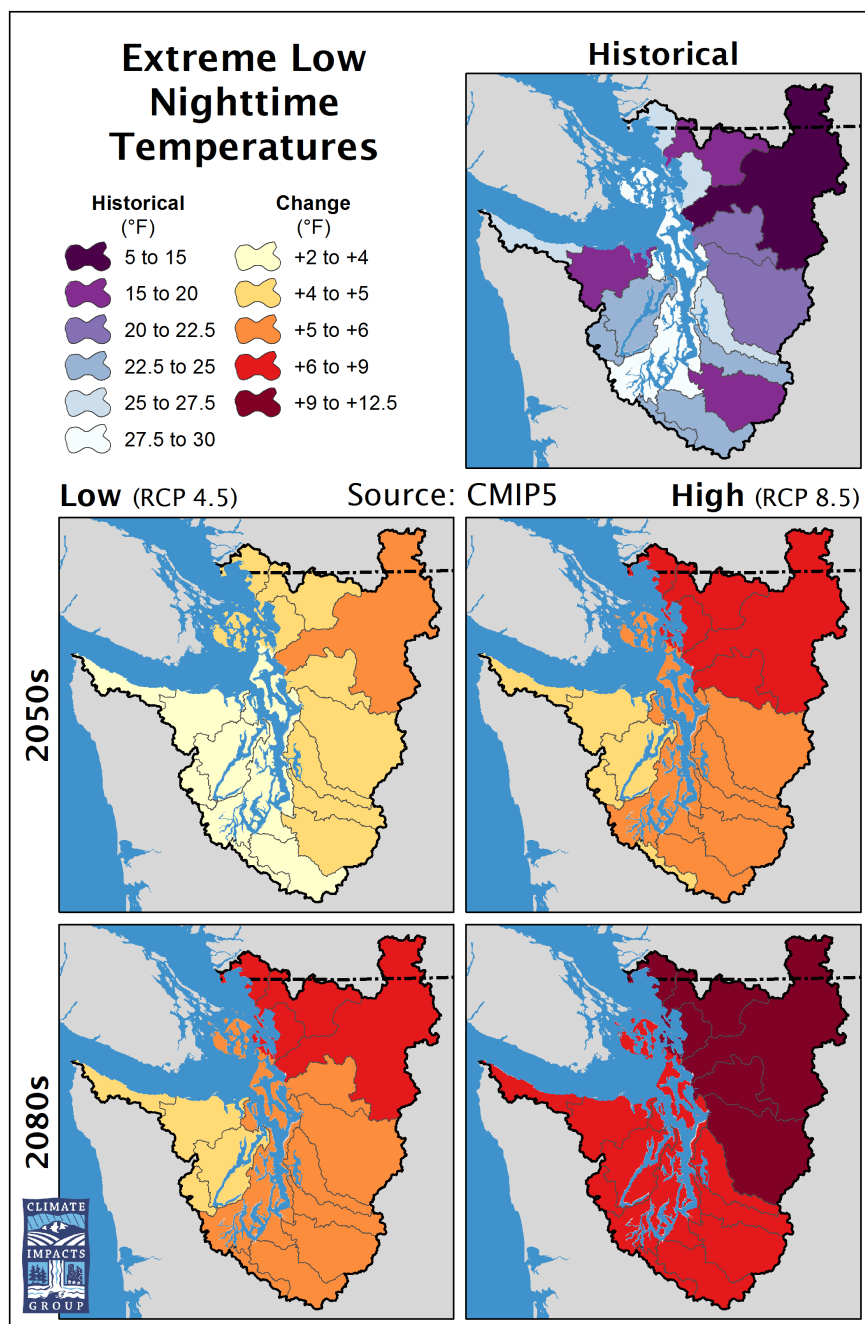 Extreme Low
Nighttime
Temperatures
Historical
Historical
(°F)
5 to 15
15 to 20
20 to 22.5
22.5 to 25
25 to 27.5
27.5 to 30
Change
(°F)
+2 to +4
+4 to +5
+5 to +6
+6 to +9
+9 to +12.5
Low (RCP 4.5)
Source: CMIP5
High (RCP 8.5)
2050s
2080s
CLIMATE
IMPACTS
GROUP